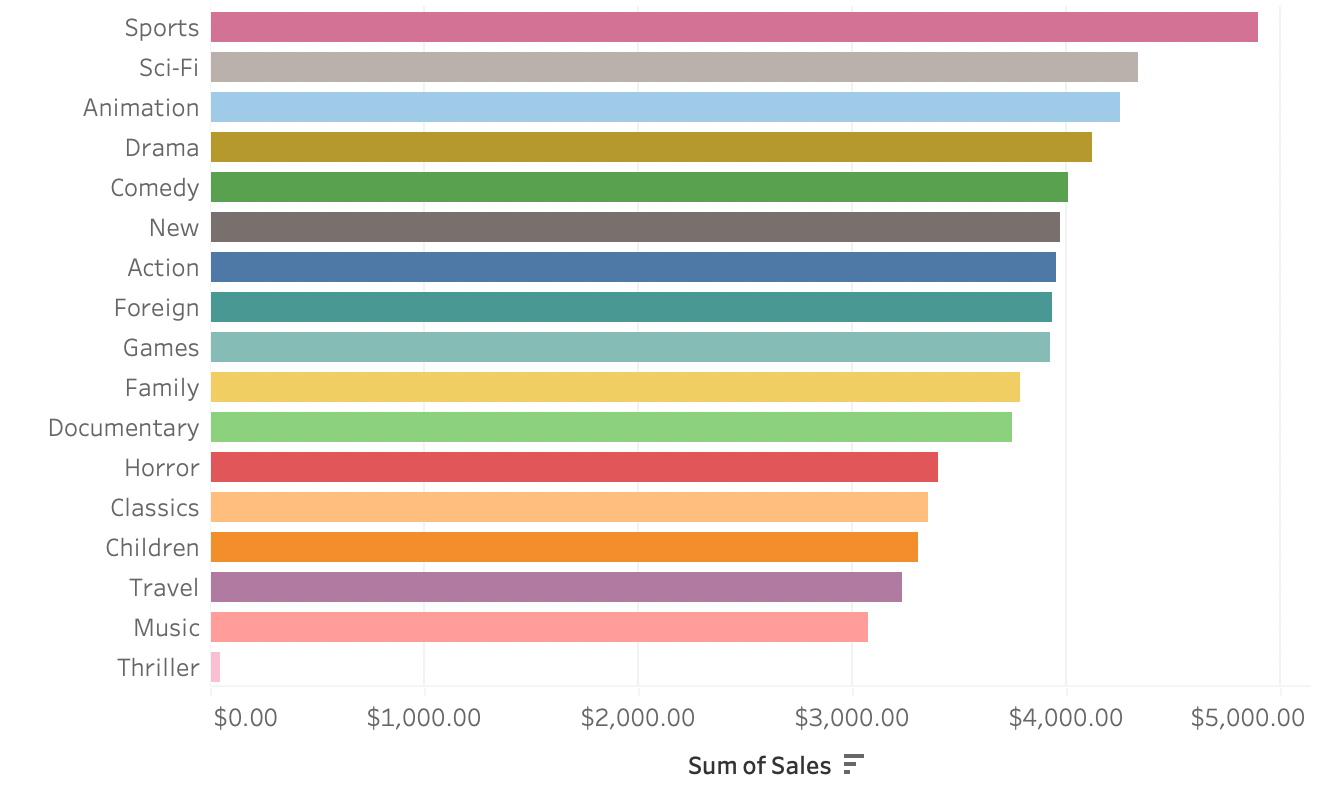 Sports
Sci-Fi
Animation
Drama
Comedy
New
Action
Foreign
Games
Family
Documentary
Horror
Classics
Children
Travel
Music
Thriller
$0.00 $1,000.00 $2,000.00 $3,000.00 $4,000.00 $5,000.00
Sum of Sales